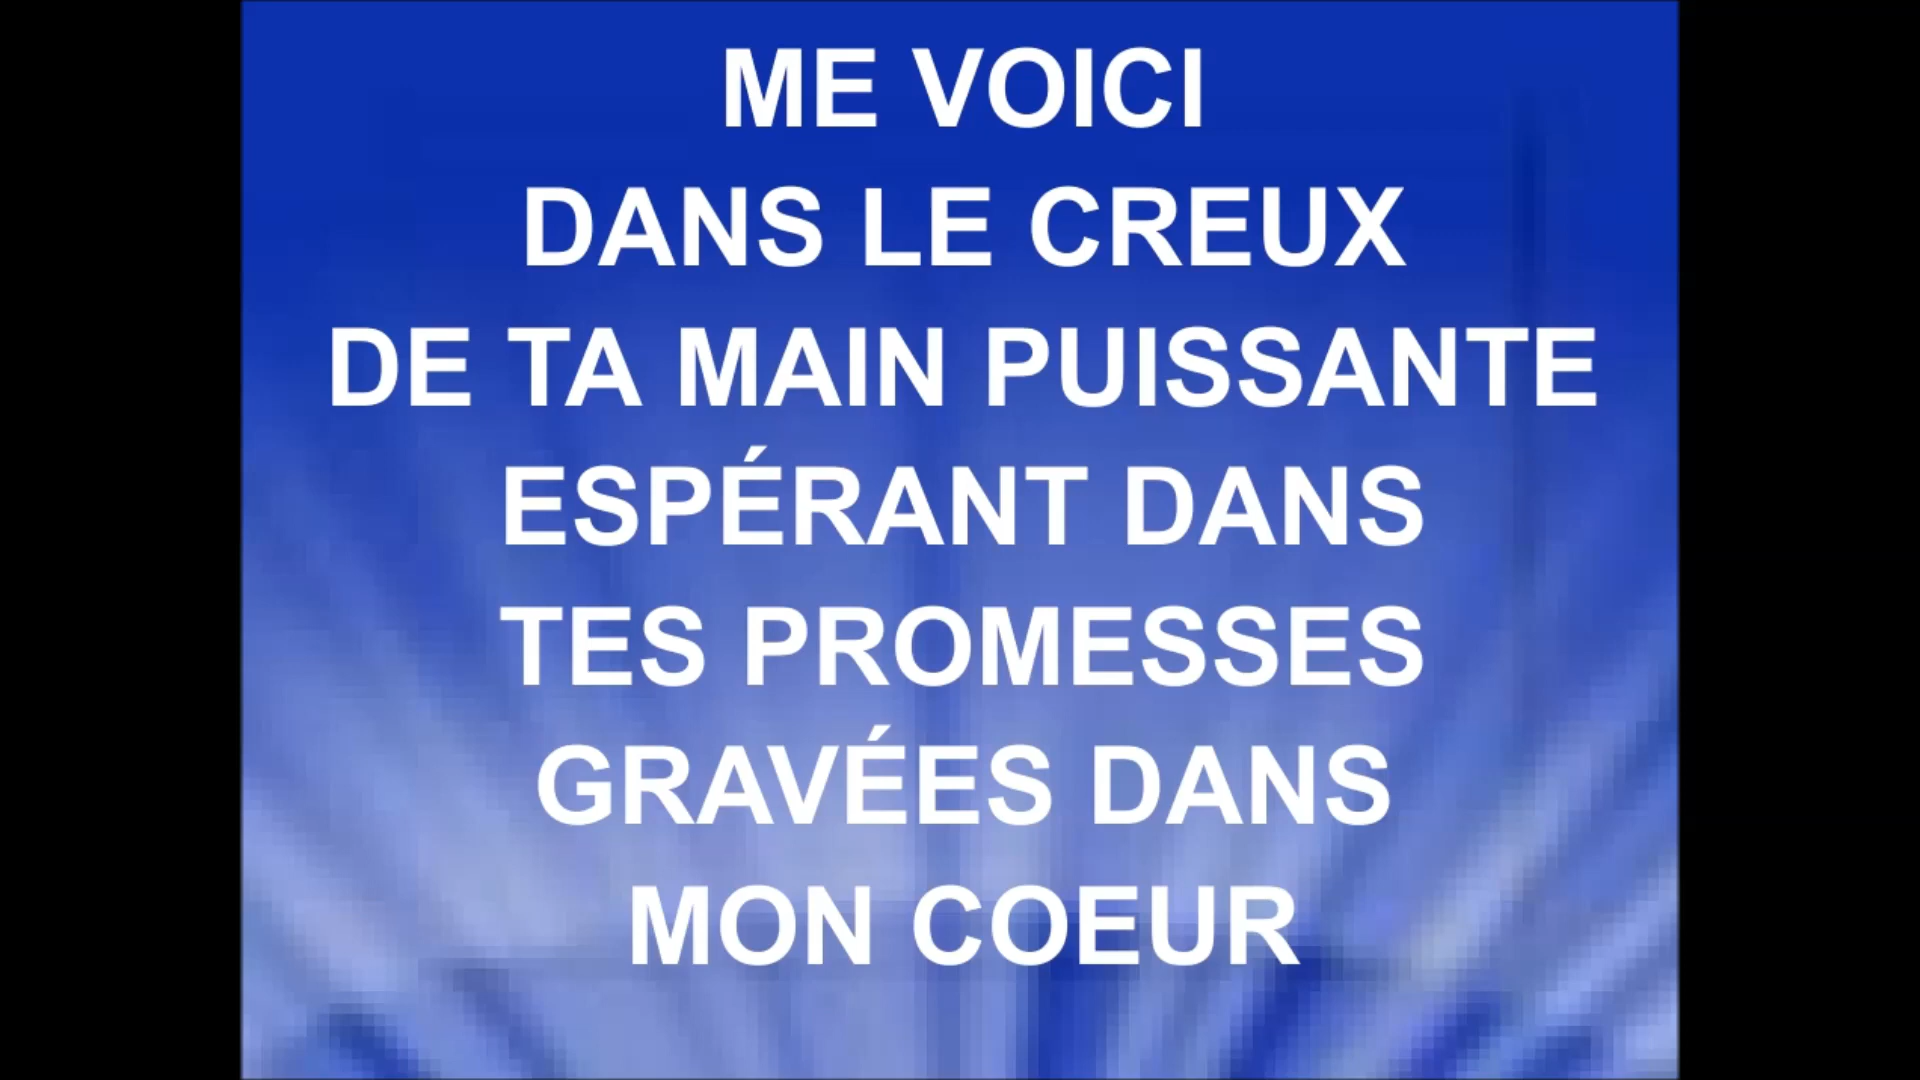 ME VOICI
DANS LE CREUX
DE TA MAIN PUISSANTE
ESPÉRANT DANS
TES PROMESSES
GRAVÉES DANS
MON COEUR